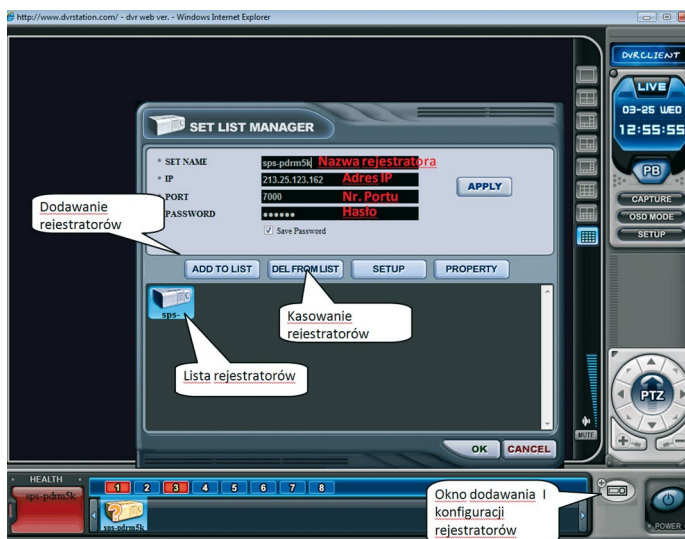 http://www.dvrstation.com/ - dvr web ver. - Windows Internet Explorer
DVRCLIENT
LIVE
03-25 WED
12:55:55
PB
CAPTURE
OSD MODE
SETUP
SET LIST MANAGER
SET NAME sps-pdrm5k Nazwa rejestratora
IP 213.25.123.162 Adres IP
PORT 7000 Nr. Portu
PASSWORD ●●●●●● Hasło
Save Password
APPLY
Dodawanie
rejestratorów
ADD TO LIST DEL FROM LIST SETUP PROPERTY
sps-
Kasowanie
rejestratorów
Lista rejestratorów
PTZ
MUTE
OK CANCEL
HEALTH
sps-pdrm5k
1 2 3 4 5 6 7 8
sps-pdrm5k
Okno dodawania I
konfiguracji
rejestratorów
POWER